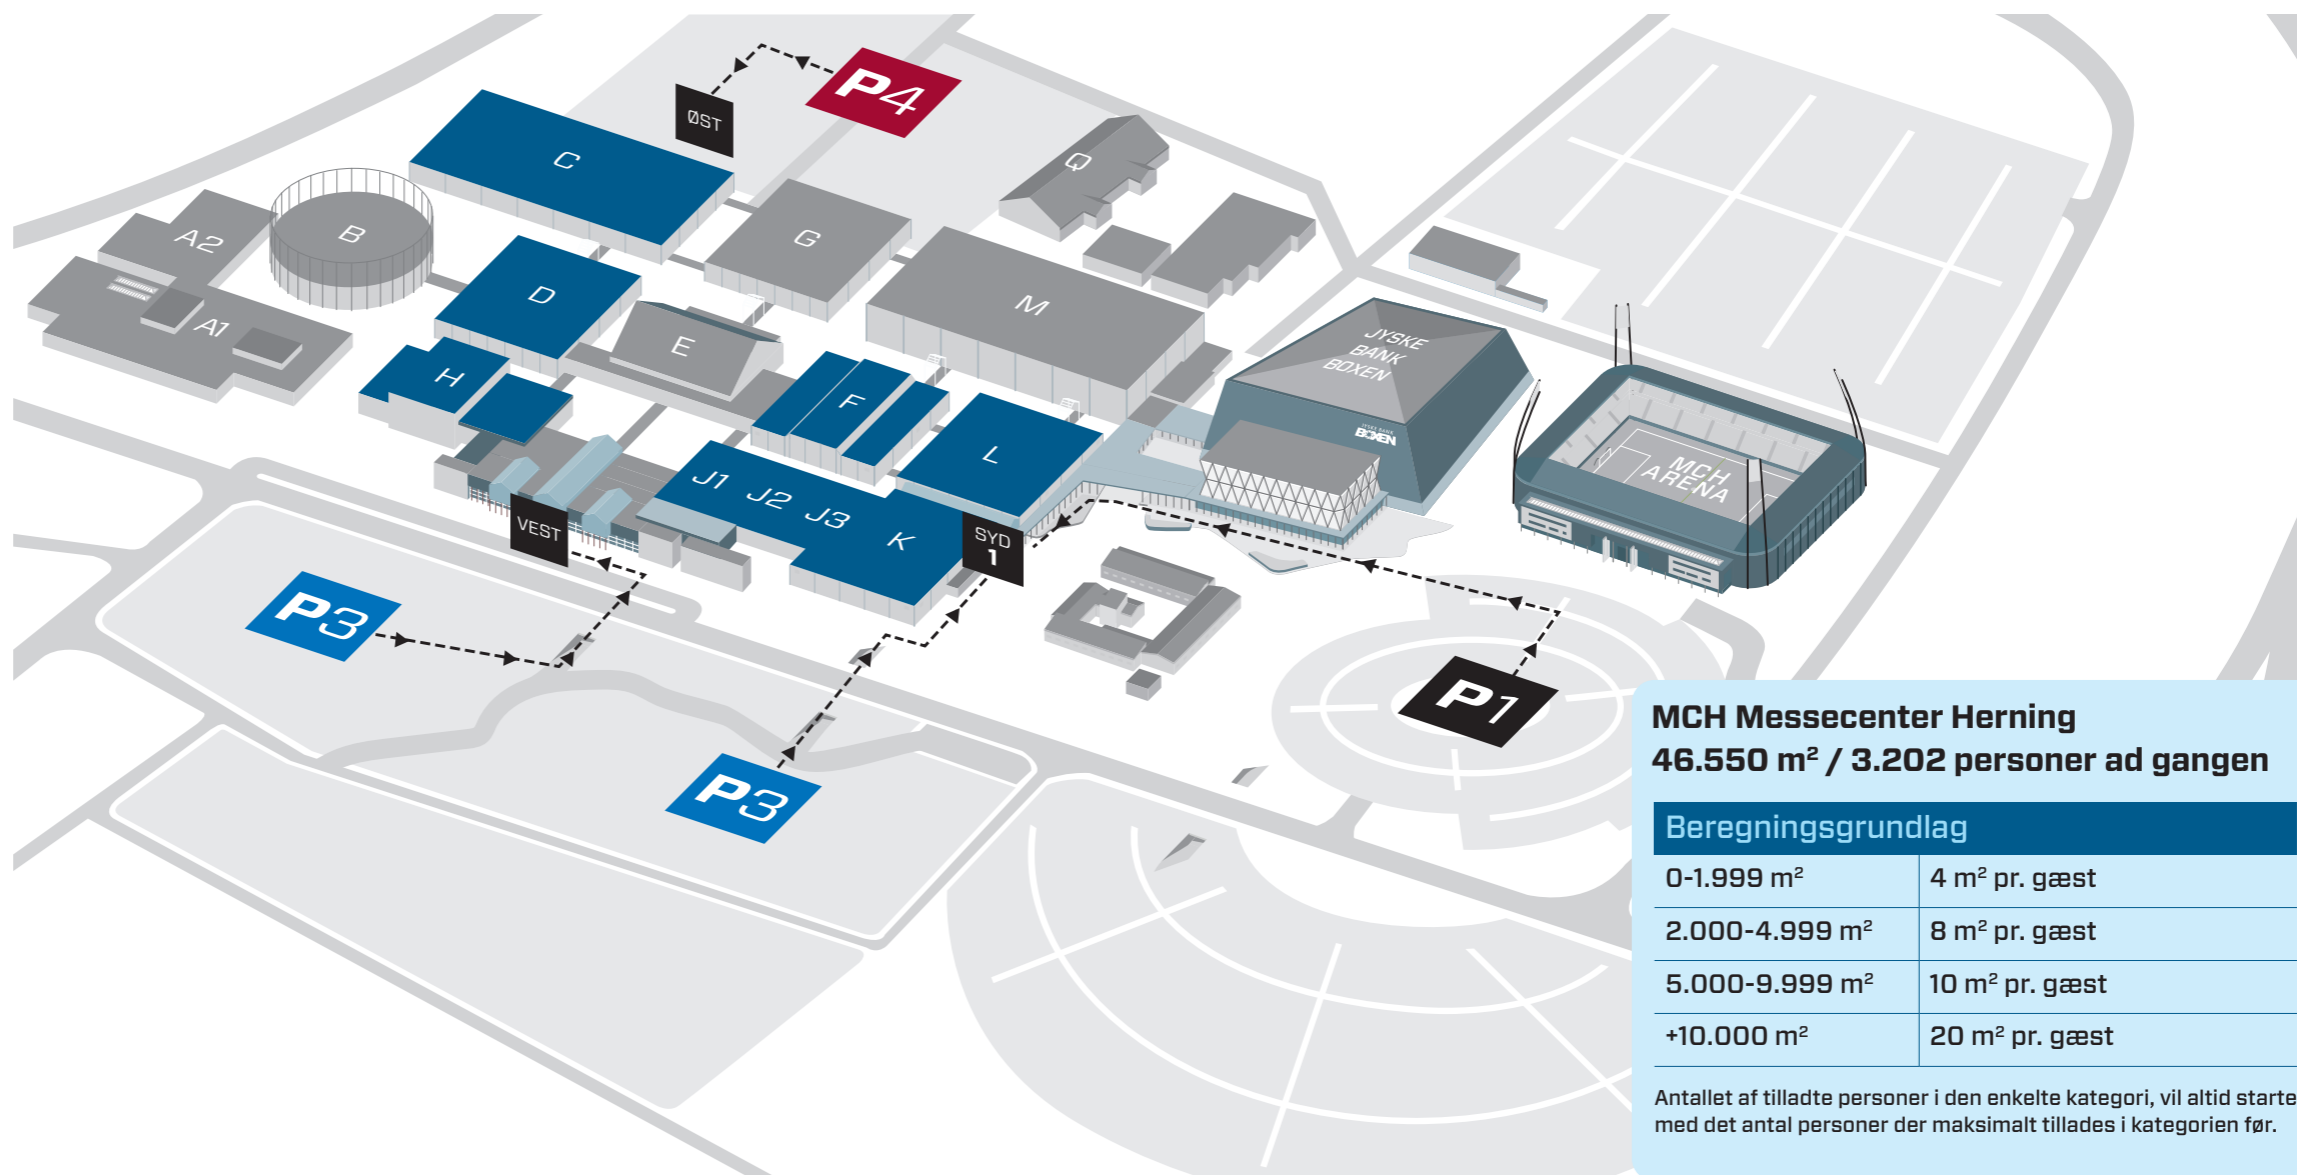 P4
ØST
C
Q
A2
B
G
D
M
A1
E
JYSKE
BANK
BOXEN
H
F
JYSKE BANK
BOXEN
L
MCH
ARENA
J1 J2 J3
K
VEST
SYD
1
P3
P1
P3
MCH Messecenter Herning
46.550 m² / 3.202 personer ad gangen
Beregningsgrundlag
0-1.999 m² 4 m² pr. gæst
2.000-4.999 m² 8 m² pr. gæst
5.000-9.999 m² 10 m² pr. gæst
+10.000 m² 20 m² pr. gæst
Antallet af tilladte personer i den enkelte kategori, vil altid starte
med det antal personer der maksimalt tillades i kategorien før.